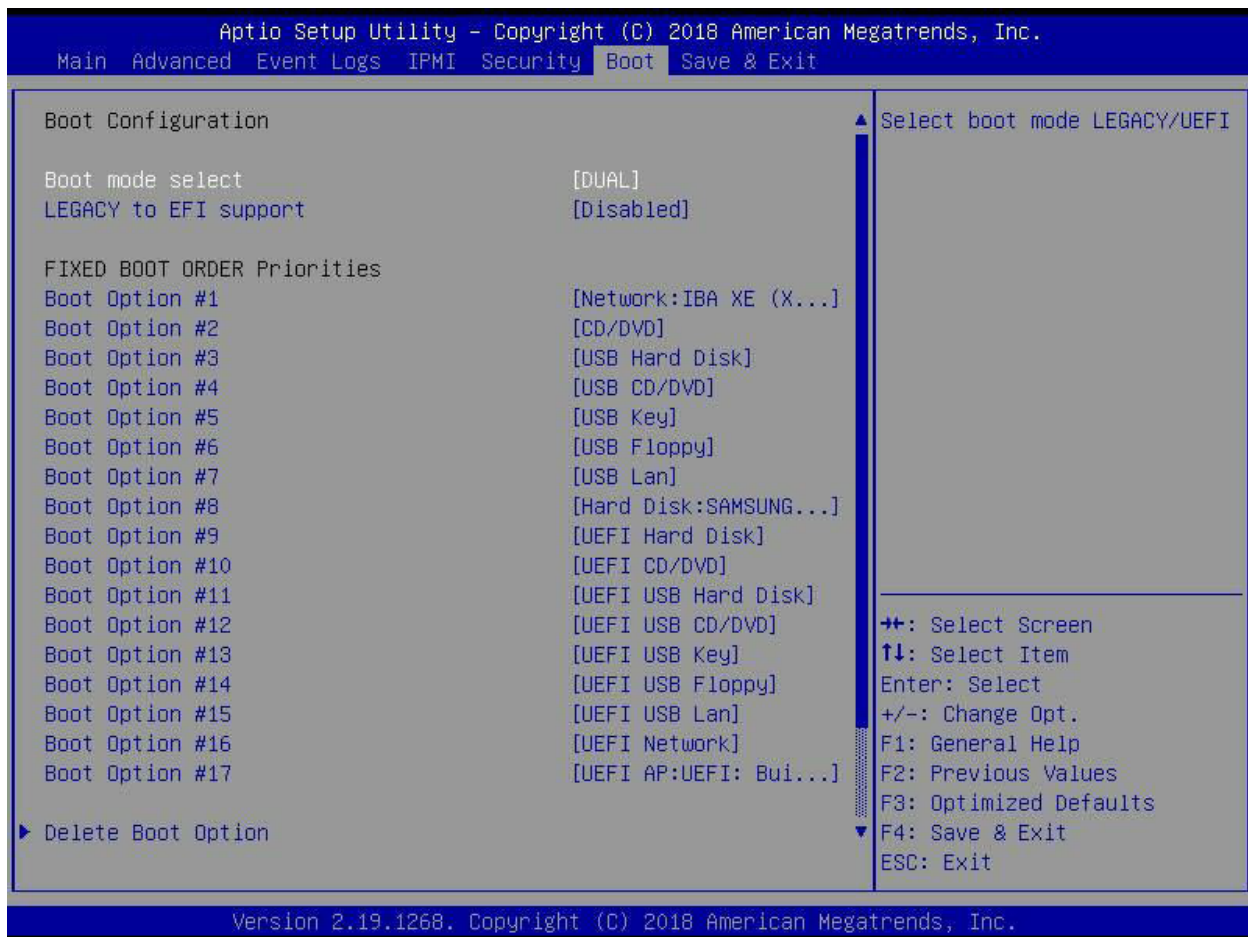 Aptio Setup Utility – Copyright (C) 2018 American Megatrends, Inc.
Main Advanced Event Logs IPMI Security Boot Save & Exit
Boot Configuration
Select boot mode LEGACY/UEFI
Boot mode select [DUAL]
LEGACY to EFI support [Disabled]
FIXED BOOT ORDER Priorities
Boot Option #1 [Network:IBA XE (X...]
Boot Option #2 [CD/DVD]
Boot Option #3 [USB Hard Disk]
Boot Option #4 [USB CD/DVD]
Boot Option #5 [USB Key]
Boot Option #6 [USB Floppy]
Boot Option #7 [USB Lan]
Boot Option #8 [Hard Disk:SAMSUNG...]
Boot Option #9 [UEFI Hard Disk]
Boot Option #10 [UEFI CD/DVD]
Boot Option #11 [UEFI USB Hard Disk]
Boot Option #12 [UEFI USB CD/DVD]
Boot Option #13 [UEFI USB Key]
Boot Option #14 [UEFI USB Floppy]
Boot Option #15 [UEFI USB Lan]
Boot Option #16 [UEFI Network]
Boot Option #17 [UEFI AP:UEFI: Bui...]
Delete Boot Option
→←: Select Screen
↑↓: Select Item
Enter: Select
+/-: Change Opt.
F1: General Help
F2: Previous Values
F3: Optimized Defaults
F4: Save & Exit
ESC: Exit
Version 2.19.1268. Copyright (C) 2018 American Megatrends, Inc.